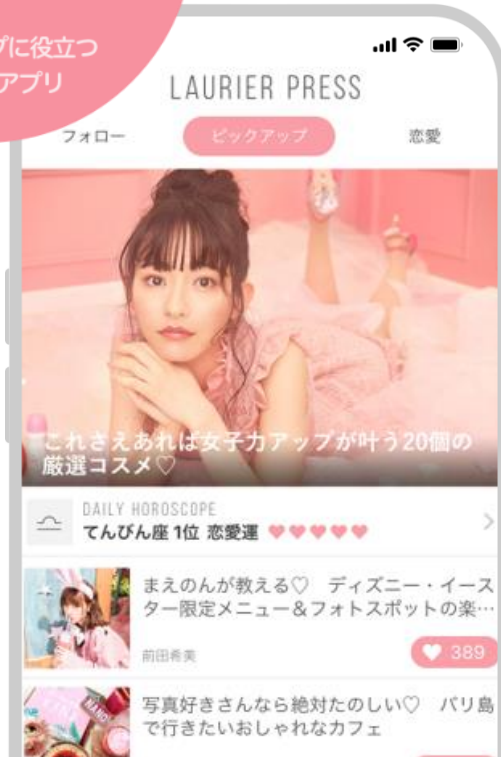 プに役立つ
アプリ
LAURIER PRESS
フォロー
ピックアップ
恋愛
これさえあれば女子力アップが叶う20個の
厳選コスメ♡
DAILY HOROSCOPE
てんびん座 1位 恋愛運 ♥♥♥♥♥
まえのんが教える♡ ディズニー・イース
ター限定メニュー＆フォトスポットの楽…
前田希美
389
写真好きさんなら絶対たのしい♡ バリ島
で行きたいおしゃれなカフェ
NANO